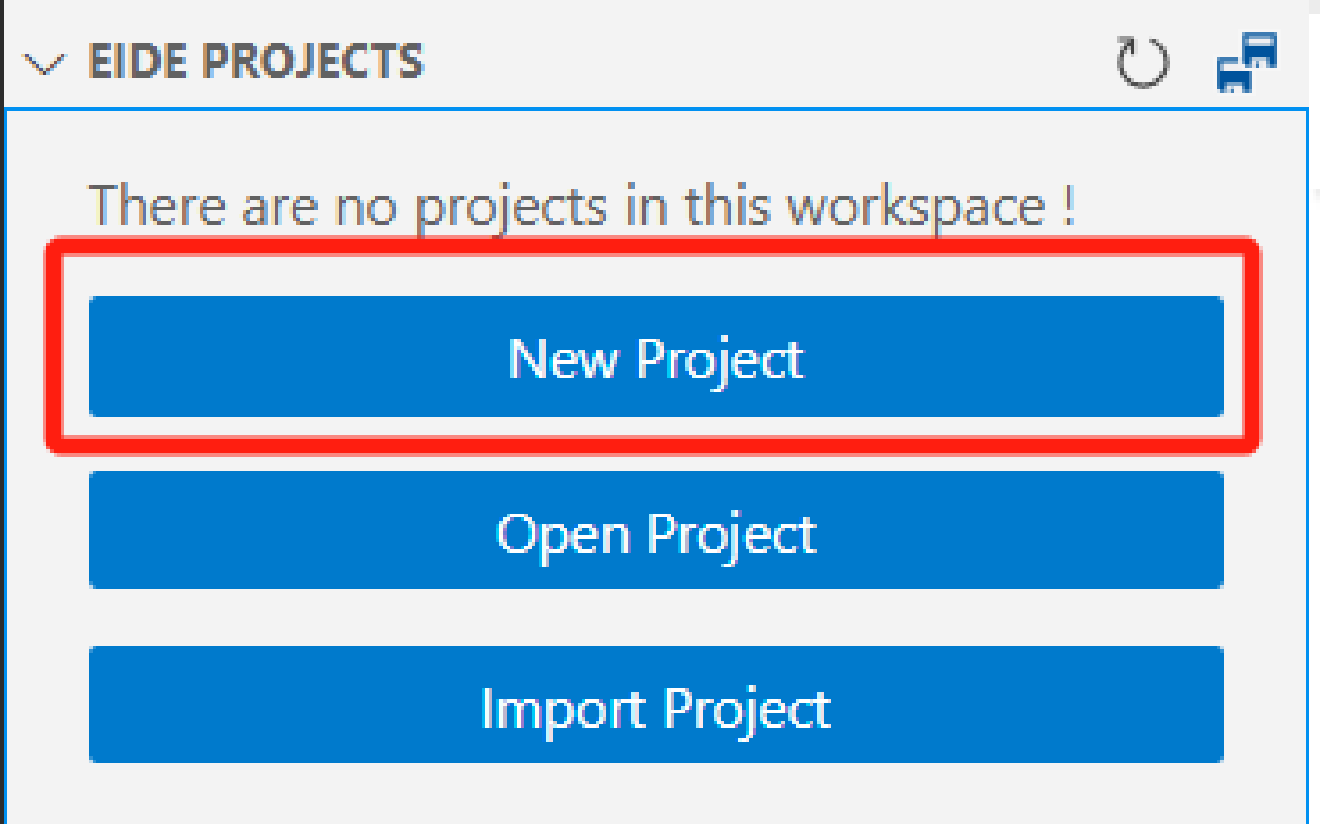 EIDE PROJECTS
There are no projects in this workspace !
New Project
Open Project
Import Project